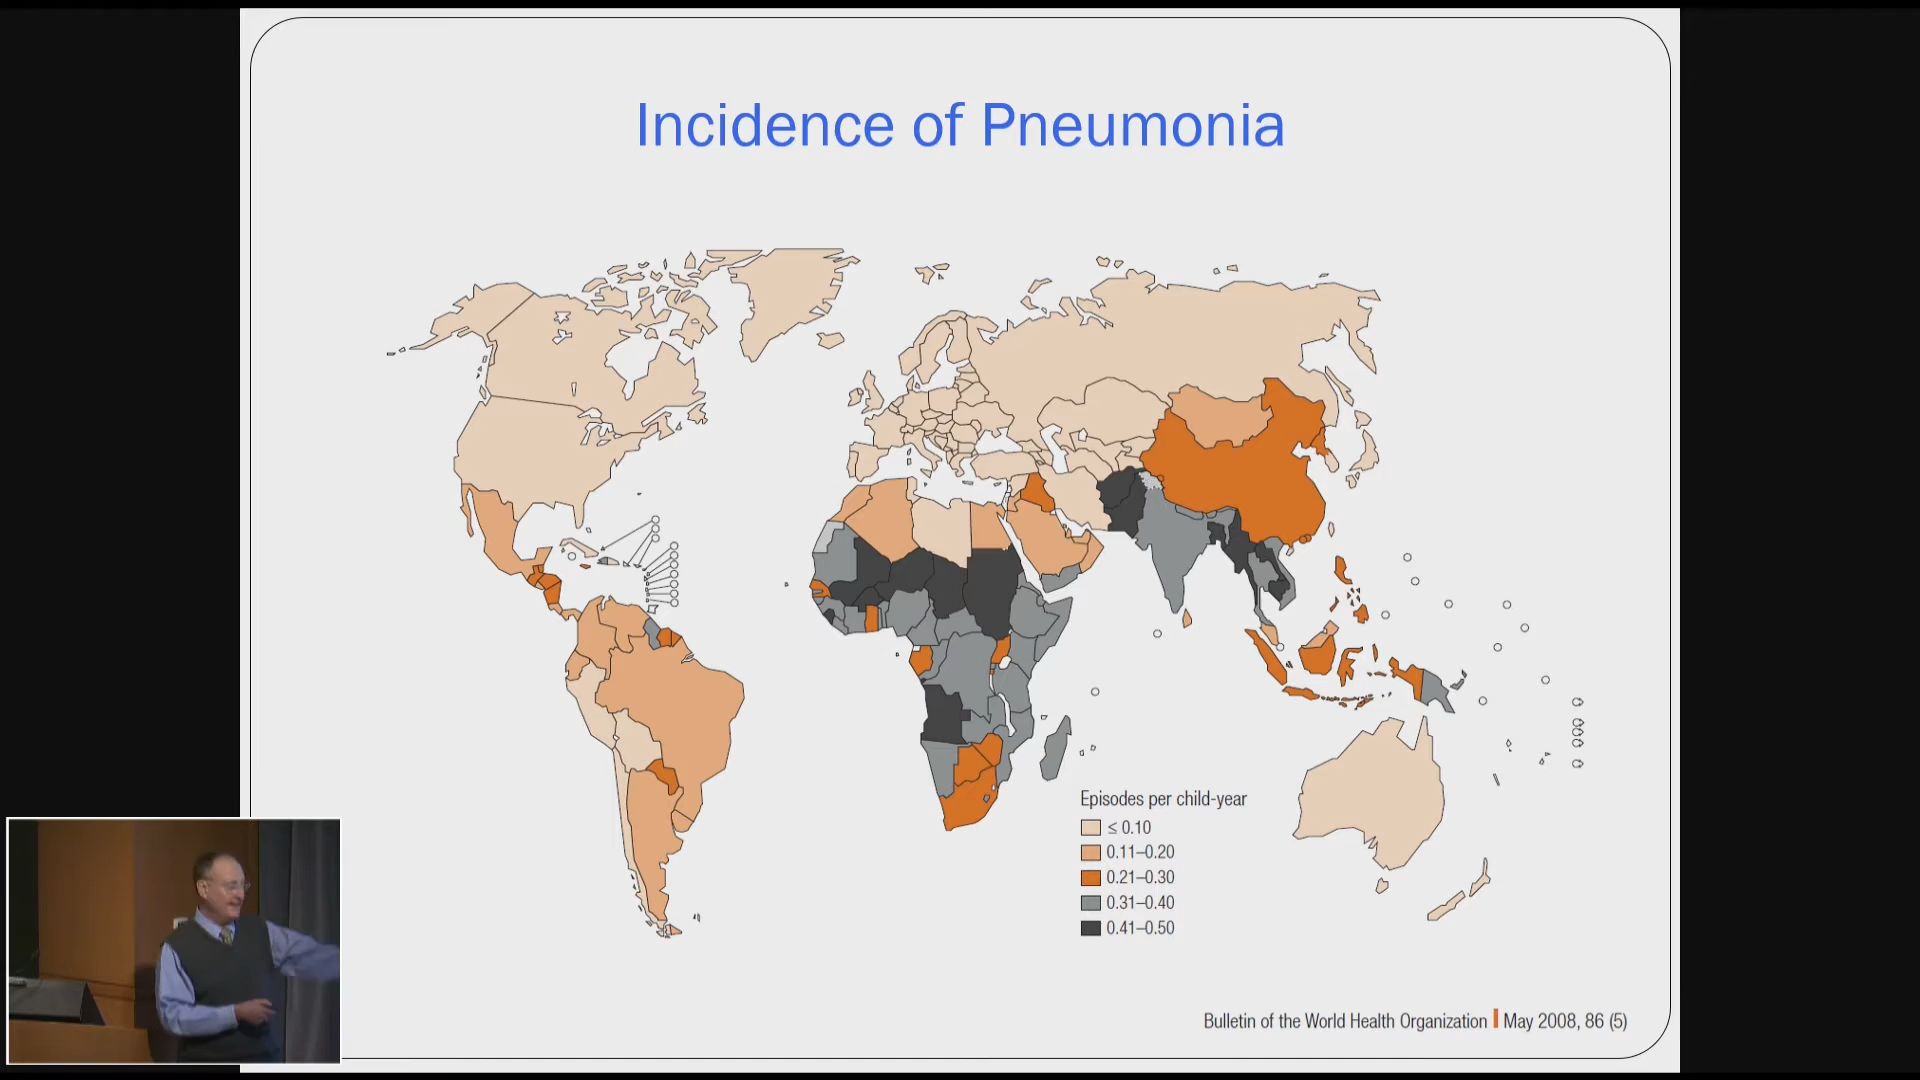 Incidence of Pneumonia
Episodes per child-year
≤ 0.10
0.11–0.20
0.21–0.30
0.31–0.40
0.41–0.50
Bulletin of the World Health Organization | May 2008, 86 (5)